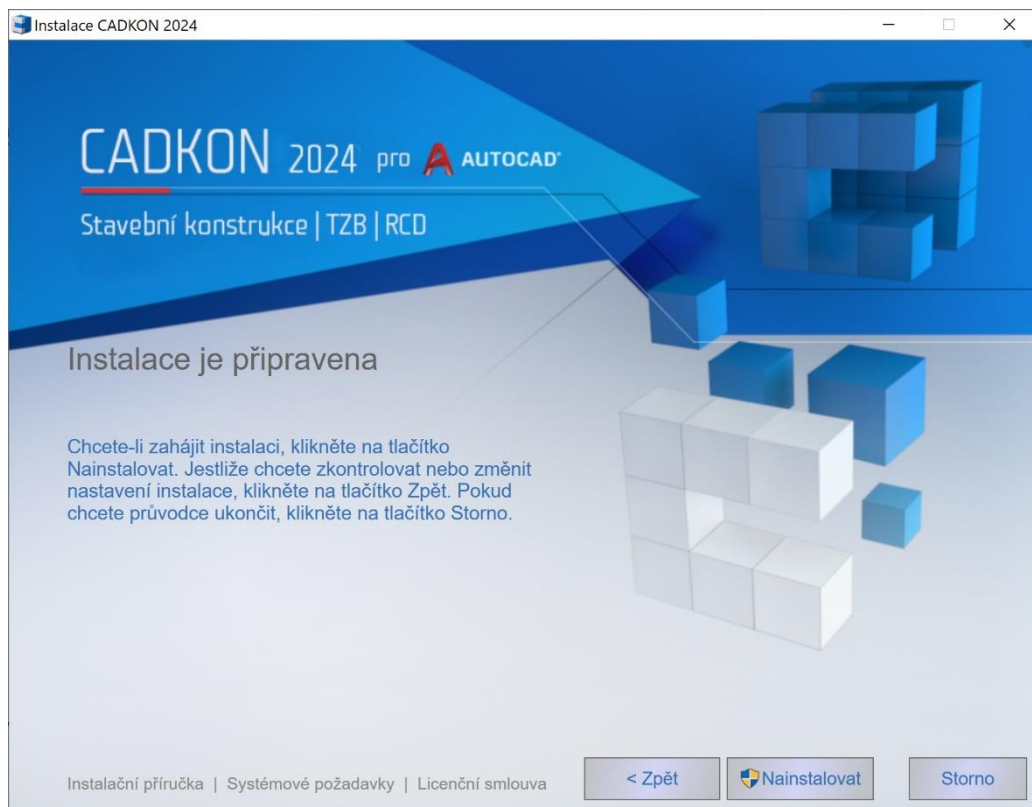 Instalace CADKON 2024
CADKON 2024 pro AUTOCAD®
Stavební konstrukce | TZB | RCD
Instalace je připravena
Chcete-li zahájit instalaci, klikněte na tlačítko
Nainstalovat. Jestliže chcete zkontrolovat nebo změnit
nastavení instalace, klikněte na tlačítko Zpět. Pokud
chcete průvodce ukončit, klikněte na tlačítko Storno.
Instalační příručka | Systémové požadavky | Licenční smlouva
< Zpět
Nainstalovat
Storno